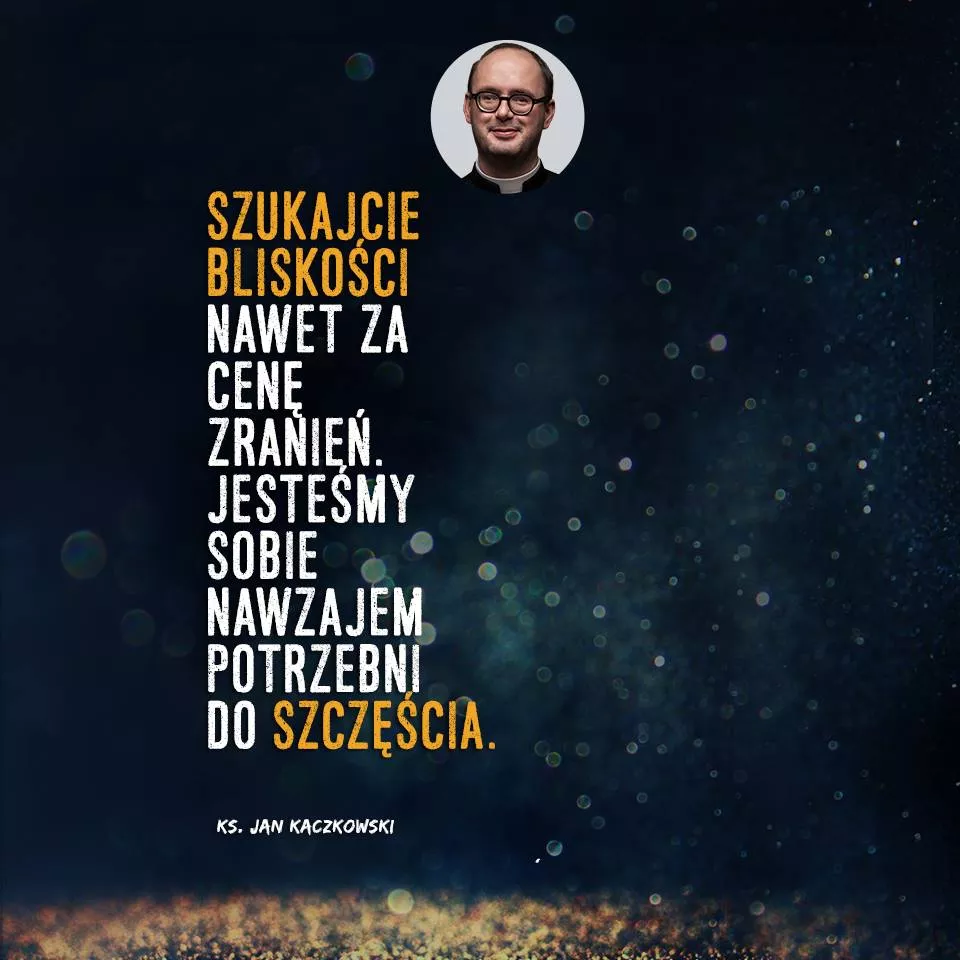 SZUKAJCIE
BLISKOŚCI
NAWET ZA
CENĘ
ZRANIEŃ.
JESTEŚMY
SOBIE
NAWZAJEM
POTRZEBNI
DO SZCZĘŚCIA.
KS. JAN KACZKOWSKI